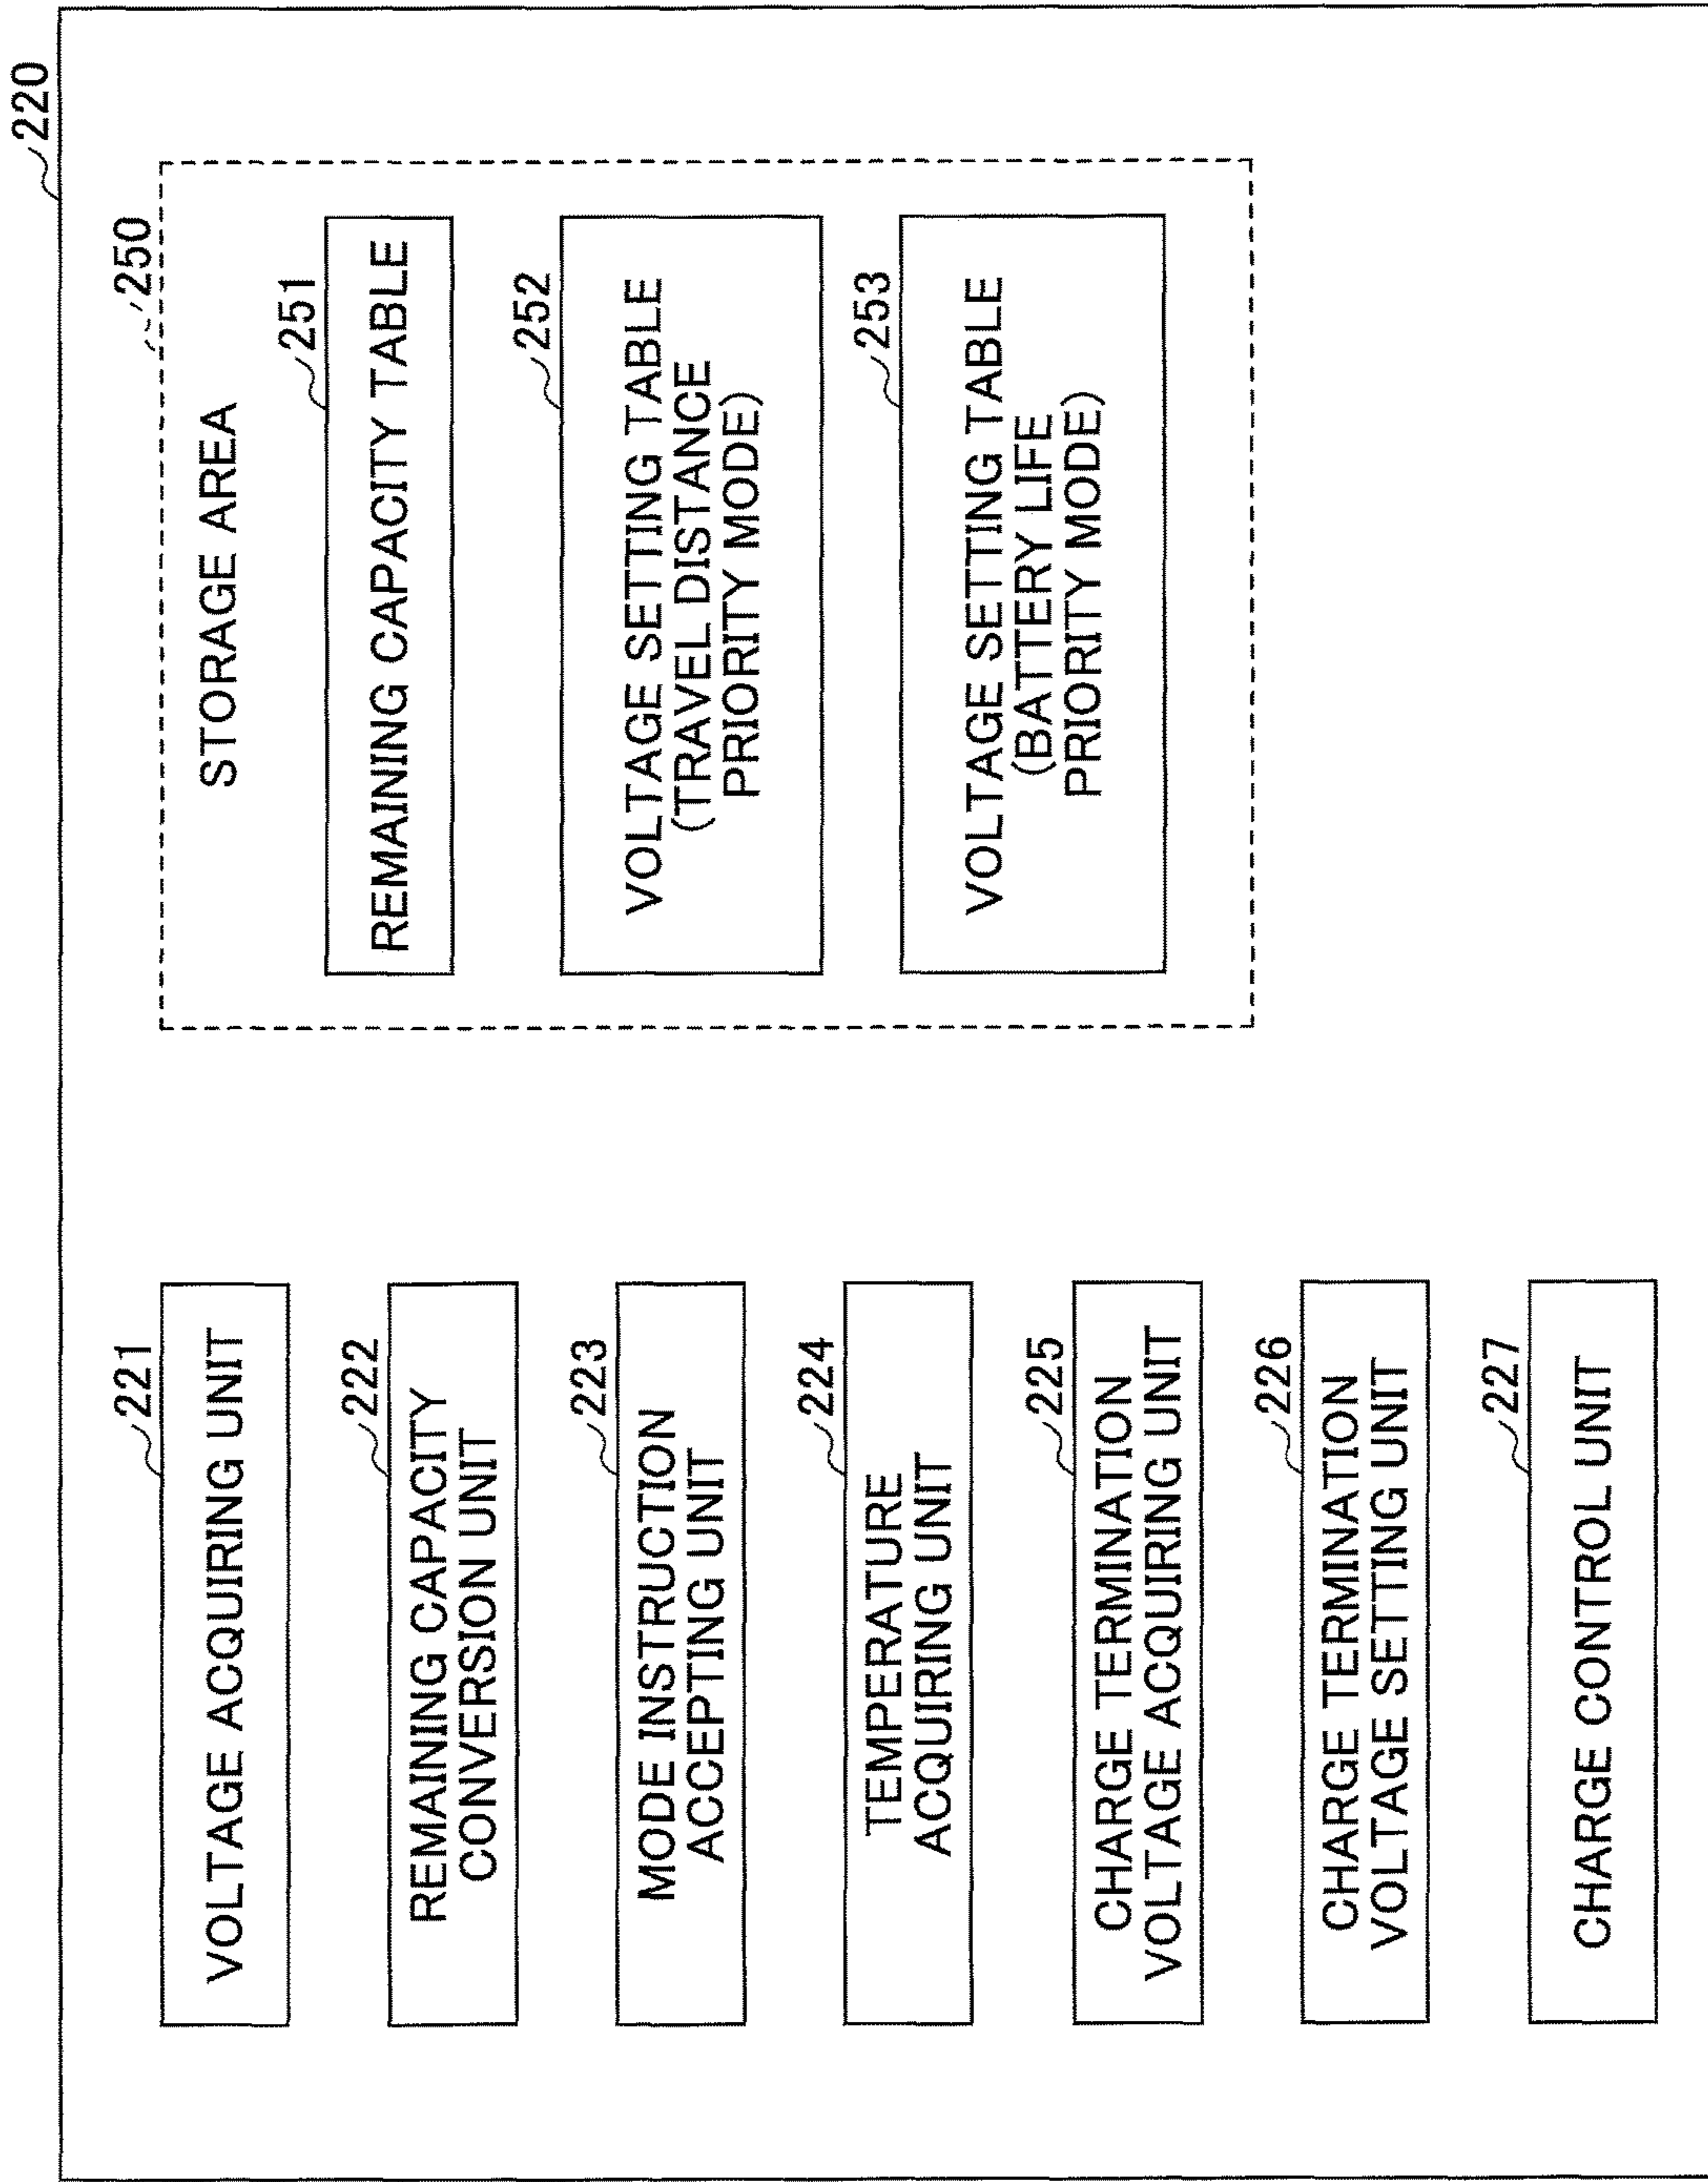 220
221
VOLTAGE ACQUIRING UNIT
222
REMAINING CAPACITY
CONVERSION UNIT
223
MODE INSTRUCTION
ACCEPTING UNIT
224
TEMPERATURE
ACQUIRING UNIT
225
CHARGE TERMINATION
VOLTAGE ACQUIRING UNIT
226
CHARGE TERMINATION
VOLTAGE SETTING UNIT
227
CHARGE CONTROL UNIT
250
STORAGE AREA
251
REMAINING CAPACITY TABLE
252
VOLTAGE SETTING TABLE
(TRAVEL DISTANCE
PRIORITY MODE)
253
VOLTAGE SETTING TABLE
(BATTERY LIFE
PRIORITY MODE)